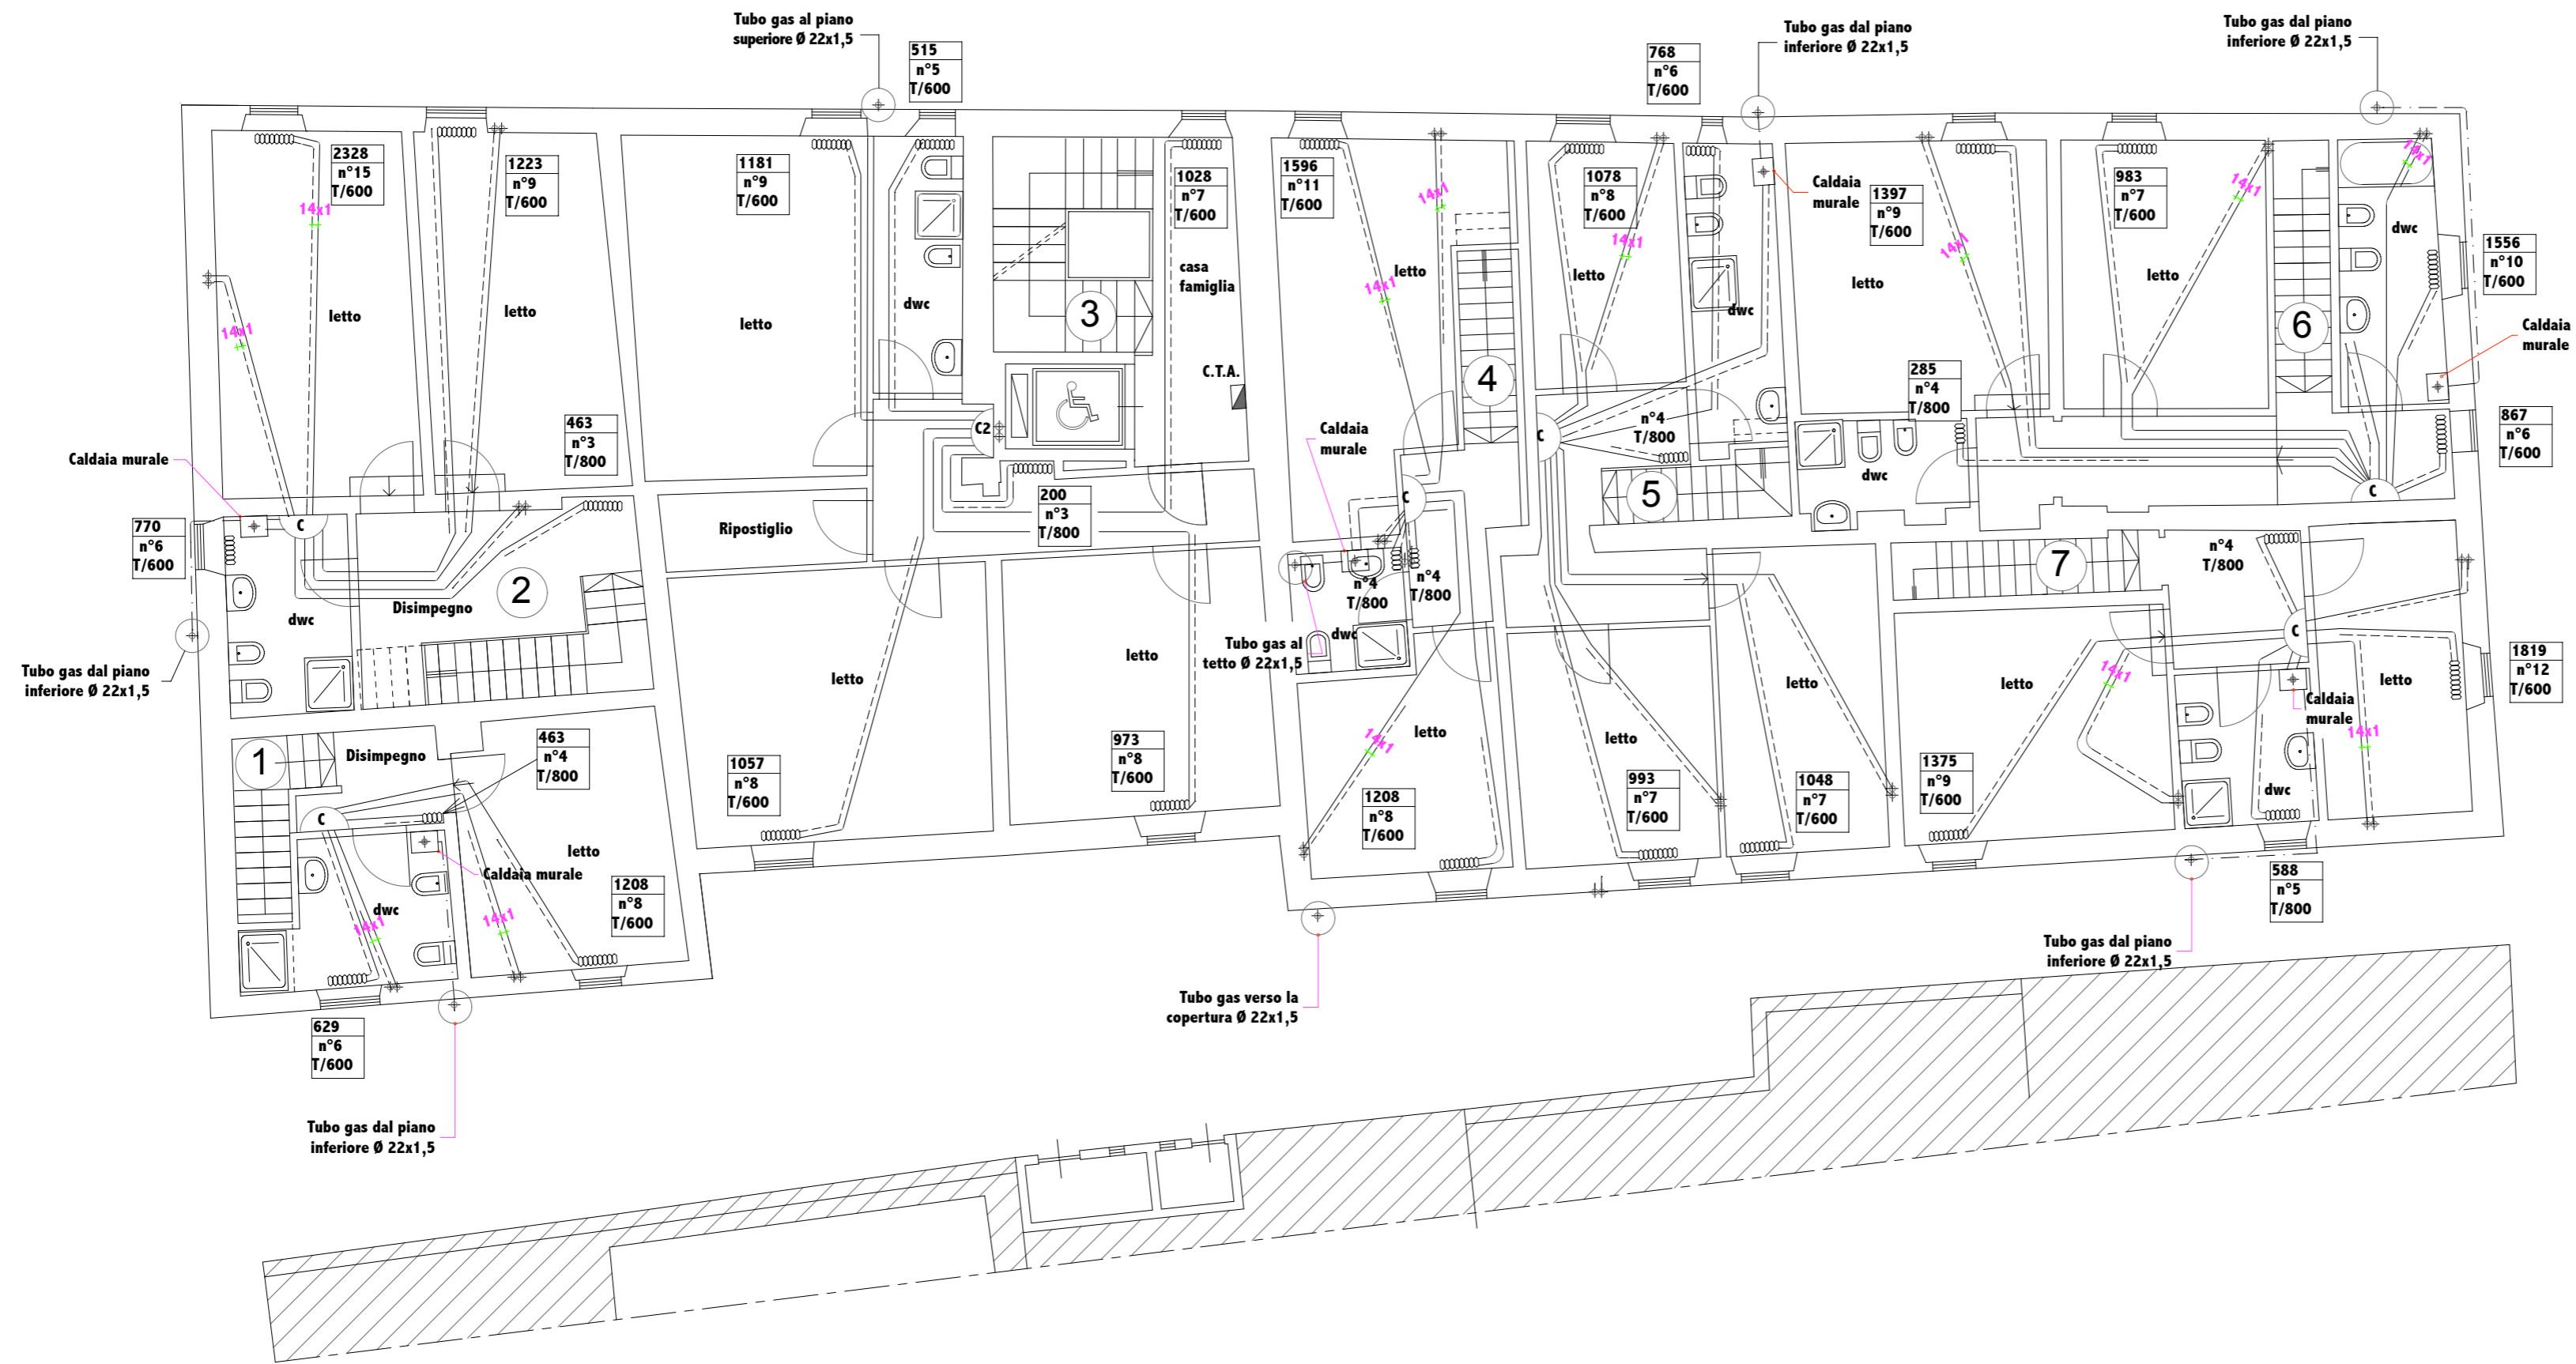 Tubo gas al piano
superiore Ø 22x1,5
515
n°5
T/600
768
n°6
T/600
Tubo gas dal piano
inferiore Ø 22x1,5
Tubo gas dal piano
inferiore Ø 22x1,5
2328
n°15
T/600
1223
n°9
T/600
1181
n°9
T/600
1028
n°7
T/600
1596
n°11
T/600
1078
n°8
T/600
Caldaia
murale
1397
n°9
T/600
983
n°7
T/600
14x1
14x1
14x1
14x1
14x1
14x1
14x1
14x1
dwc
1556
n°10
T/600
casa
famiglia
letto
letto
letto
letto
letto
letto
letto
dwc
dwc
3
4
6
Caldaia
murale
C.T.A.
285
n°4
T/800
463
n°3
T/800
C2
Caldaia
murale
n°4
T/800
C
867
n°6
T/600
Caldaia murale
C
770
n°6
T/600
Ripostiglio
200
n°3
T/800
C
5
dwc
C
n°4
T/800
7
2
Disimpegno
dwc
n°4
T/800
n°4
T/800
C
Tubo gas dal piano
inferiore Ø 22x1,5
letto
letto
Tubo gas al
tetto Ø 22x1,5
dwc
letto
letto
14x1
letto
1819
n°12
T/600
Caldaia
murale
14x1
1
Disimpegno
463
n°4
T/800
1057
n°8
T/600
973
n°8
T/600
14x1
letto
letto
993
n°7
T/600
1048
n°7
T/600
1375
n°9
T/600
dwc
C
1208
n°8
T/600
letto
Caldaia murale
1208
n°8
T/600
dwc
14x1
14x1
588
n°5
T/800
Tubo gas dal piano
inferiore Ø 22x1,5
Tubo gas verso la
copertura Ø 22x1,5
629
n°6
T/600
Tubo gas dal piano
inferiore Ø 22x1,5